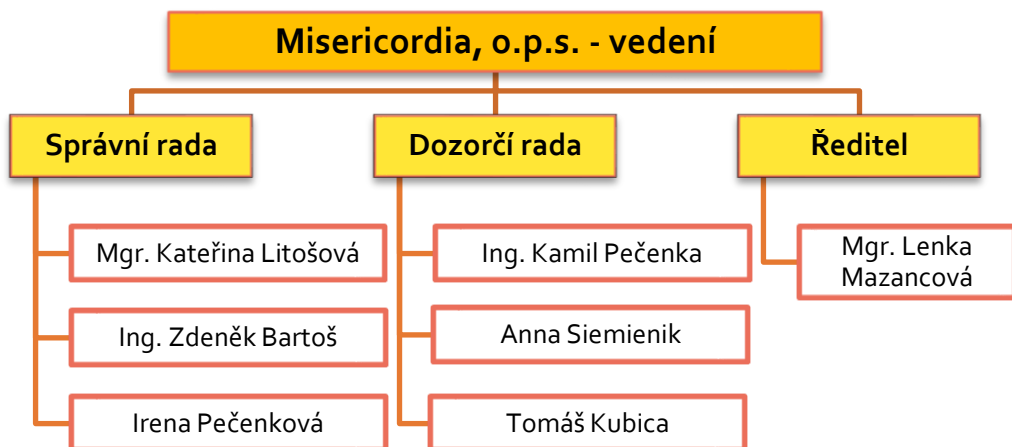 Misericordia, o.p.s. - vedení
Správní rada
Mgr. Kateřina Litošová
Ing. Zdeněk Bartoš
Irena Pečenková
Dozorčí rada
Ing. Kamil Pečenka
Anna Siemienik
Tomáš Kubica
Ředitel
Mgr. Lenka
Mazancová